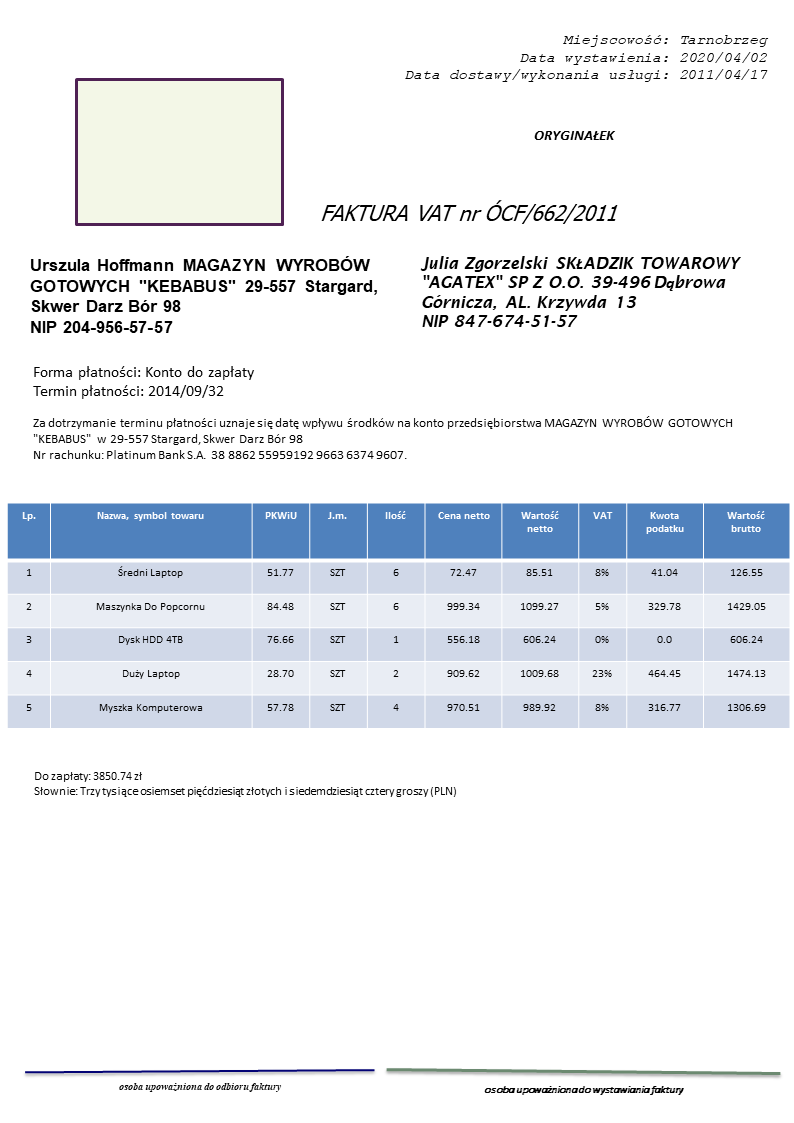 Miejscowość: Tarnobrzeg
Data wystawienia: 2020/04/02
Data dostawy/wykonania usługi: 2011/04/17
ORYGINAŁEK
FAKTURA VAT nr ÓCF/662/2011
Urszula Hoffmann MAGAZYN WYROBÓW
GOTOWYCH "KEBABUS" 29-557 Stargard,
Skwer Darz Bór 98
NIP 204-956-57-57
Julia Zgorzelski SKŁADZIK TOWAROWY
"AGATEX" SP Z O.O. 39-496 Dąbrowa
Górnicza, AL. Krzywda 13
NIP 847-674-51-57
Forma płatności: Konto do zapłaty
Termin płatności: 2014/09/32
Za dotrzymanie terminu płatności uznaje się datę wpływu środków na konto przedsiębiorstwa MAGAZYN WYROBÓW GOTOWYCH
"KEBABUS" w 29-557 Stargard, Skwer Darz Bór 98
Nr rachunku: Platinum Bank S.A. 38 8862 55959192 9663 6374 9607.
Lp. Nazwa, symbol towaru PKWiU J.m. Ilość Cena netto Wartość netto VAT Kwota podatku Wartość brutto
1 Średni Laptop 51.77 SZT 6 72.47 85.51 8% 41.04 126.55
2 Maszynka Do Popcornu 84.48 SZT 6 999.34 1099.27 5% 329.78 1429.05
3 Dysk HDD 4TB 76.66 SZT 1 556.18 606.24 0% 0.0 606.24
4 Duży Laptop 28.70 SZT 2 909.62 1009.68 23% 464.45 1474.13
5 Myszka Komputerowa 57.78 SZT 4 970.51 989.92 8% 316.77 1306.69
Do zapłaty: 3850.74 zł
Słownie: Trzy tysiące osiemset pięćdziesiąt złotych i siedemdziesiąt cztery groszy (PLN)
osoba upoważniona do odbioru faktury
osoba upoważniona do wystawiania faktury